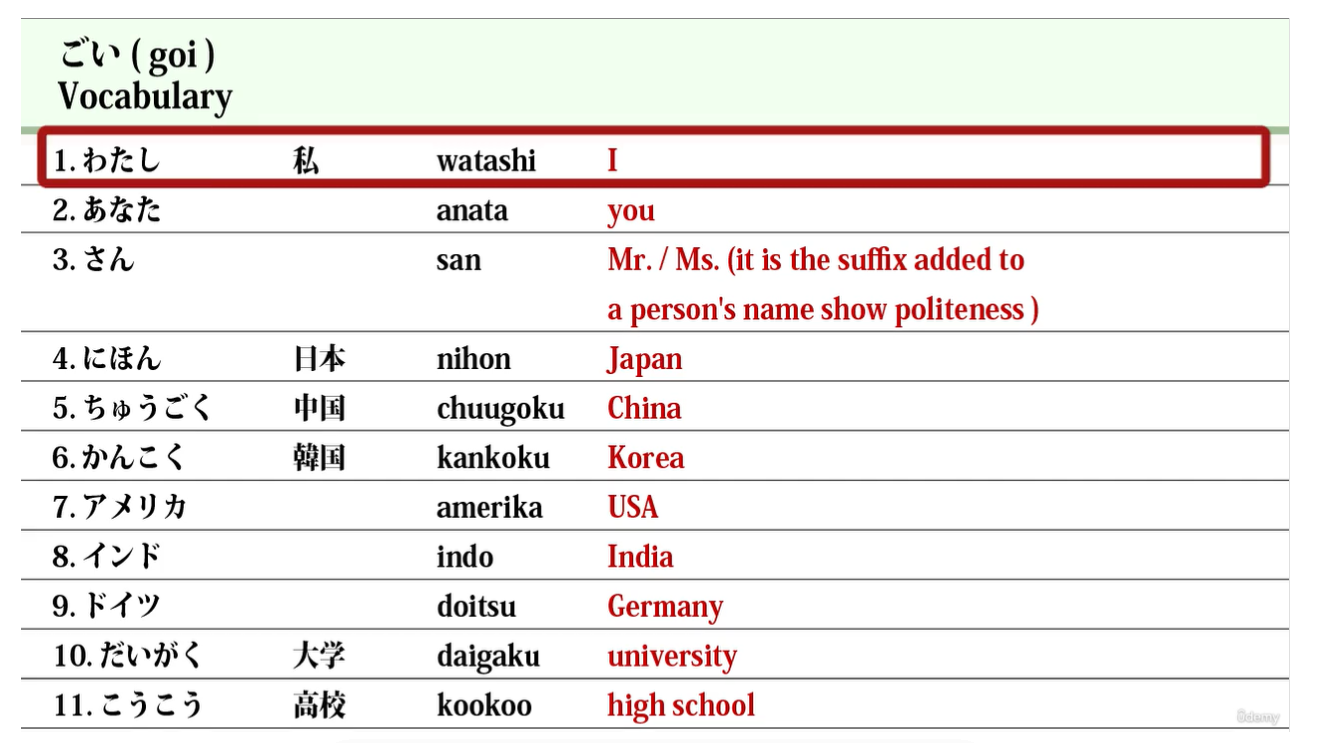 ごい ( goi )
Vocabulary
1. わたし 私 watashi I
2. あなた anata you
3. さん san Mr. / Ms. (it is the suffix added to
a person's name show politeness )
4. にほん 日本 nihon Japan
5. ちゅうごく 中国 chuugoku China
6. かんこく 韓国 kankoku Korea
7. アメリカ amerika USA
8. インド indo India
9. ドイツ doitsu Germany
10. だいがく 大学 daigaku university
11. こうこう 高校 kookoo high school
ûdemy